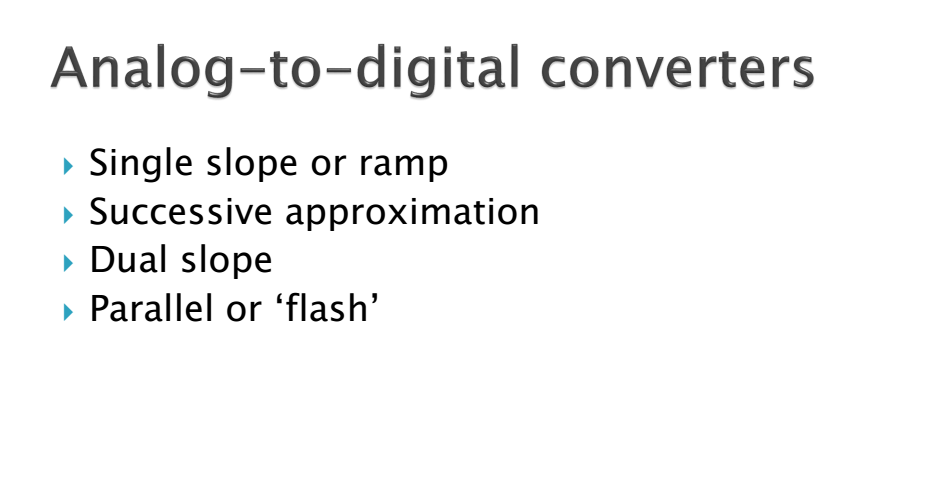 Analog-to-digital converters
Single slope or ramp
Successive approximation
Dual slope
Parallel or ‘flash’